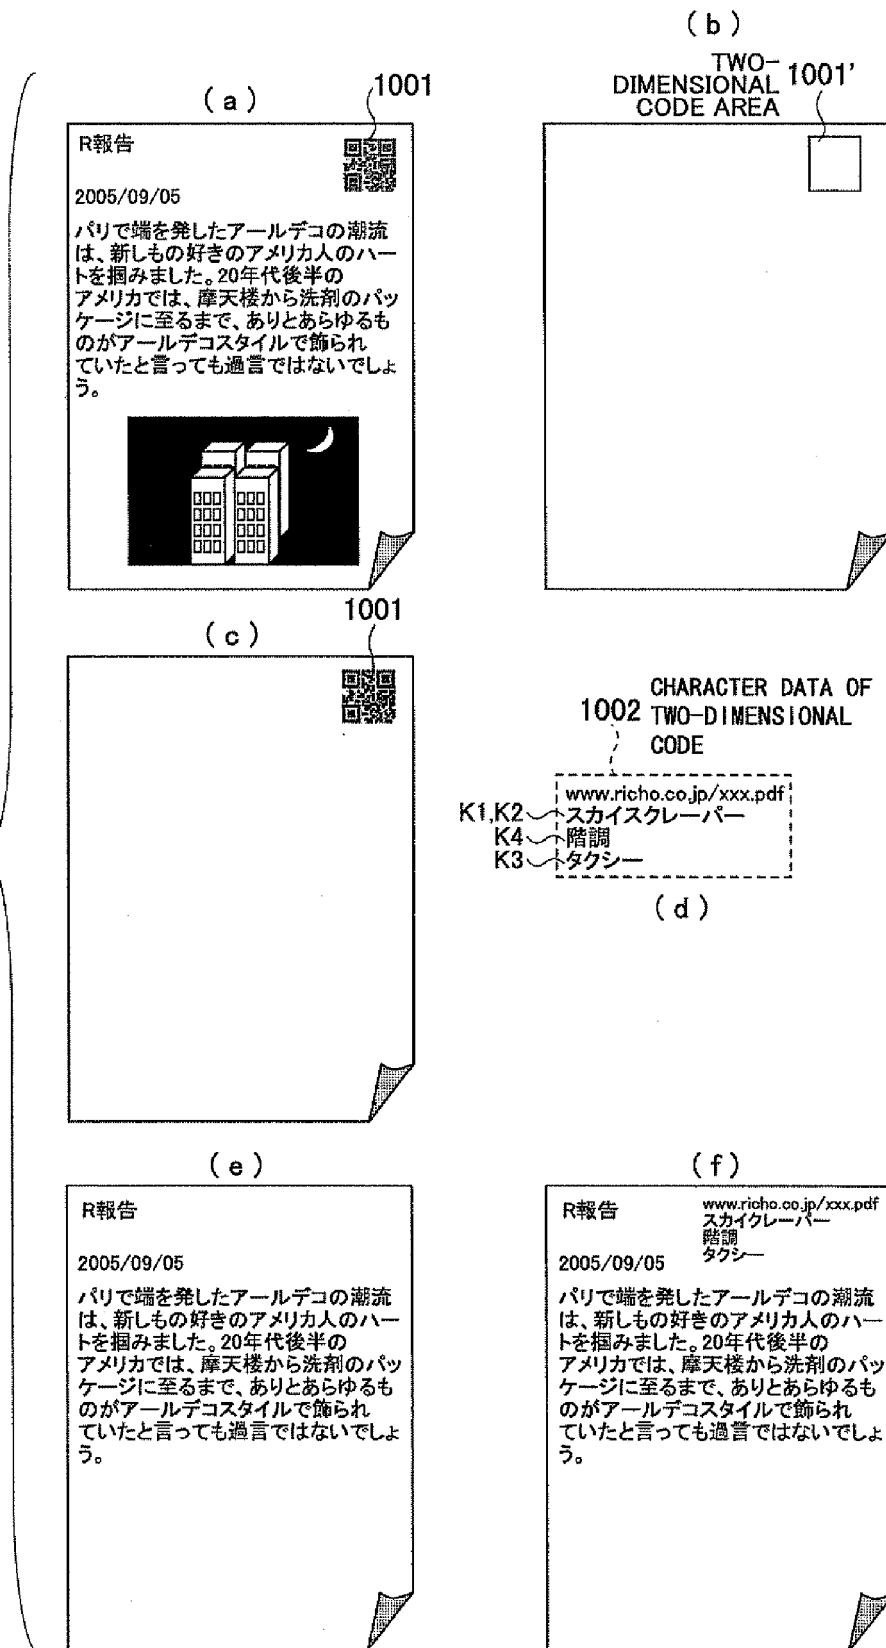 ( b )
TWO-
DIMENSIONAL
CODE AREA
1001'
( a )
1001
R報告
2005/09/05
パリで端を発したアールデコの潮流
は、新しもの好きのアメリカ人のハー
トを掴みました。20年代後半の
アメリカでは、摩天楼から洗剤のパッ
ケージに至るまで、ありとあらゆるも
のがアールデコスタイルで飾られ
ていたと言っても過言ではないでしょ
う。
( c )
1001
1002
CHARACTER DATA OF
TWO-DIMENSIONAL
CODE
www.richo.co.jp/xxx.pdf
K1,K2 スカイスクレーパー
K4 階調
K3 タクシー
( d )
( e )
R報告
2005/09/05
パリで端を発したアールデコの潮流
は、新しもの好きのアメリカ人のハー
トを掴みました。20年代後半の
アメリカでは、摩天楼から洗剤のパッ
ケージに至るまで、ありとあらゆるも
のがアールデコスタイルで飾られ
ていたと言っても過言ではないでしょ
う。
( f )
R報告
www.richo.co.jp/xxx.pdf
スカイクレーパー
階調
タクシー
2005/09/05
パリで端を発したアールデコの潮流
は、新しもの好きのアメリカ人のハー
トを掴みました。20年代後半の
アメリカでは、摩天楼から洗剤のパッ
ケージに至るまで、ありとあらゆるも
のがアールデコスタイルで飾られ
ていたと言っても過言ではないでしょ
う。